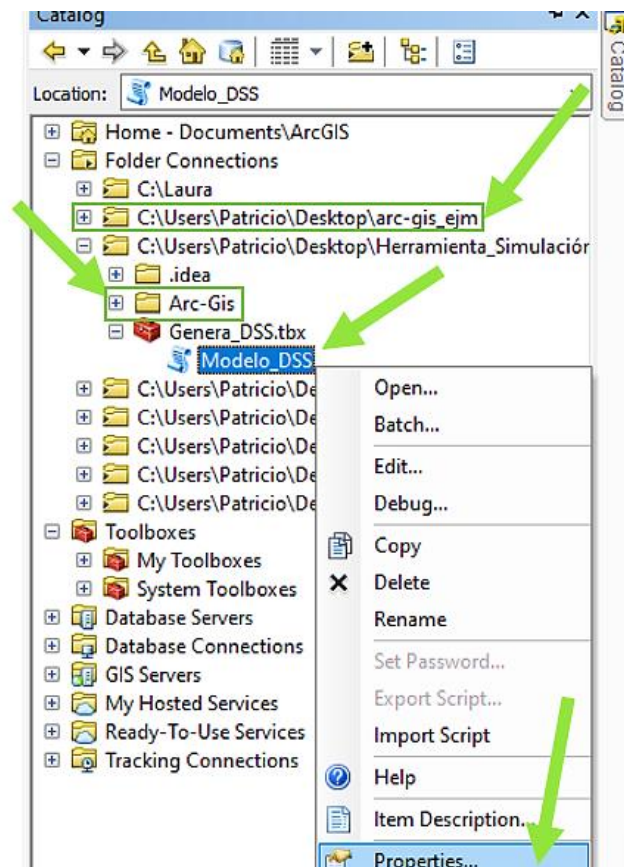 Catalog
Location: Modelo_DSS
Catalog
Home - Documents\ArcGIS
Folder Connections
C:\Laura
C:\Users\Patricio\Desktop\arc-gis_ejm
C:\Users\Patricio\Desktop\Herramienta_Simulación
.idea
Arc-Gis
Genera_DSS.tbx
Modelo_DSS
C:\Users\Patricio\De
C:\Users\Patricio\De
C:\Users\Patricio\De
C:\Users\Patricio\De
C:\Users\Patricio\De
Toolboxes
My Toolboxes
System Toolboxes
Database Servers
Database Connections
GIS Servers
My Hosted Services
Ready-To-Use Services
Tracking Connections
Open...
Batch...
Edit...
Debug...
Copy
Delete
Rename
Set Password...
Export Script...
Import Script
Help
Item Description...
Properties...